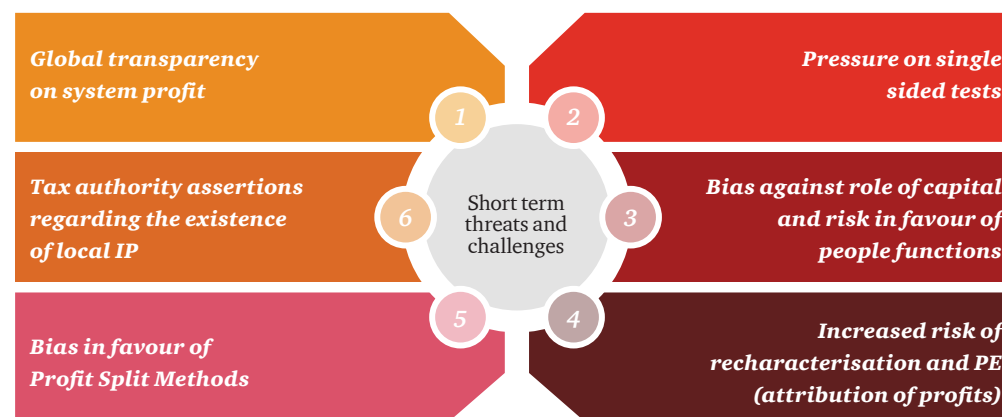 Global transparency
on system profit
1
2
Pressure on single
sided tests
Tax authority assertions
regarding the existence
of local IP
6
Short term
threats and
challenges
3
Bias against role of capital
and risk in favour of
people functions
Bias in favour of
Profit Split Methods
5
4
Increased risk of
recharacterisation and PE
(attribution of profits)